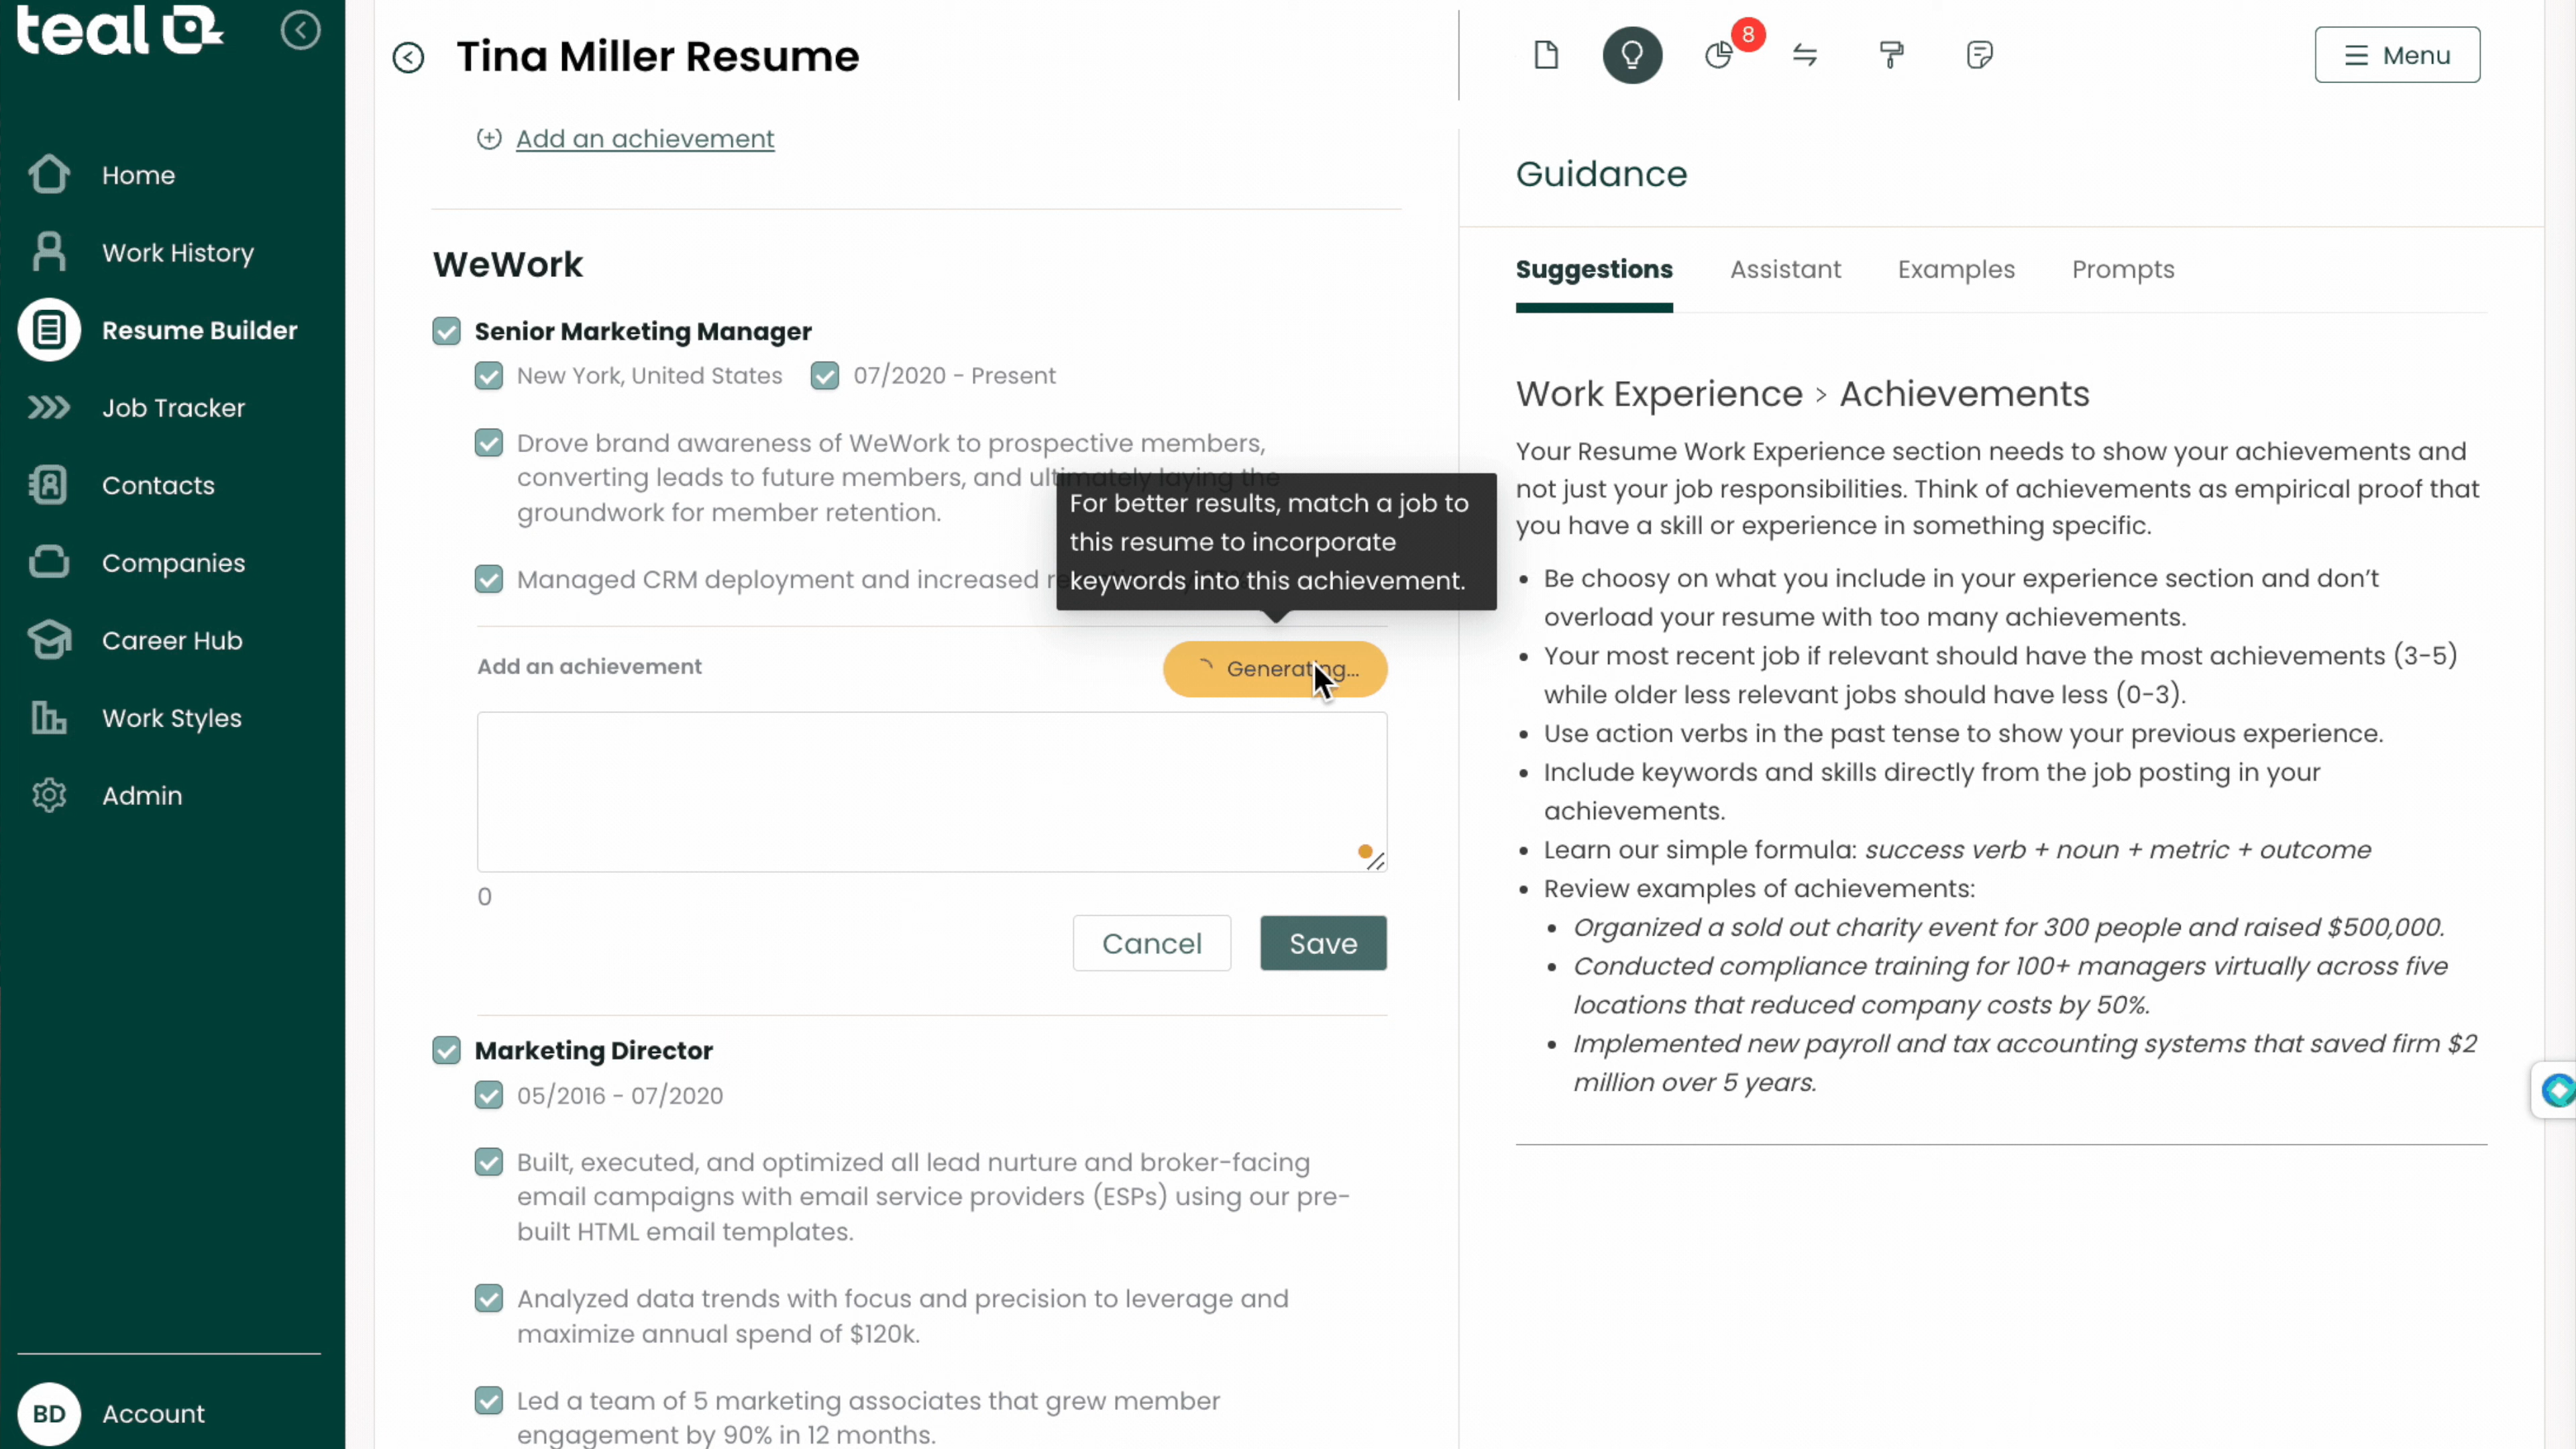 teal
Home
Work History
Resume Builder
Job Tracker
Contacts
Companies
Career Hub
Work Styles
Admin
BD
Account
Tina Miller Resume
8
Menu
Add an achievement
WeWork
Senior Marketing Manager
New York, United States
07/2020 - Present
Drove brand awareness of WeWork to prospective members,
converting leads to future members, and ultimately laying the
groundwork for member retention.
Managed CRM deployment and increased
For better results, match a job to
this resume to incorporate
keywords into this achievement.
Add an achievement
Generating...
0
Cancel
Save
Marketing Director
05/2016 - 07/2020
Built, executed, and optimized all lead nurture and broker-facing
email campaigns with email service providers (ESPs) using our pre-
built HTML email templates.
Analyzed data trends with focus and precision to leverage and
maximize annual spend of $120k.
Led a team of 5 marketing associates that grew member
engagement by 90% in 12 months.
Guidance
Suggestions
Assistant
Examples
Prompts
Work Experience > Achievements
Your Resume Work Experience section needs to show your achievements and
not just your job responsibilities. Think of achievements as empirical proof that
you have a skill or experience in something specific.
• Be choosy on what you include in your experience section and don't
overload your resume with too many achievements.
• Your most recent job if relevant should have the most achievements (3-5)
while older less relevant jobs should have less (0-3).
• Use action verbs in the past tense to show your previous experience.
• Include keywords and skills directly from the job posting in your
achievements.
• Learn our simple formula: success verb + noun + metric + outcome
• Review examples of achievements:
• Organized a sold out charity event for 300 people and raised $500,000.
• Conducted compliance training for 100+ managers virtually across five
locations that reduced company costs by 50%.
• Implemented new payroll and tax accounting systems that saved firm $2
million over 5 years.